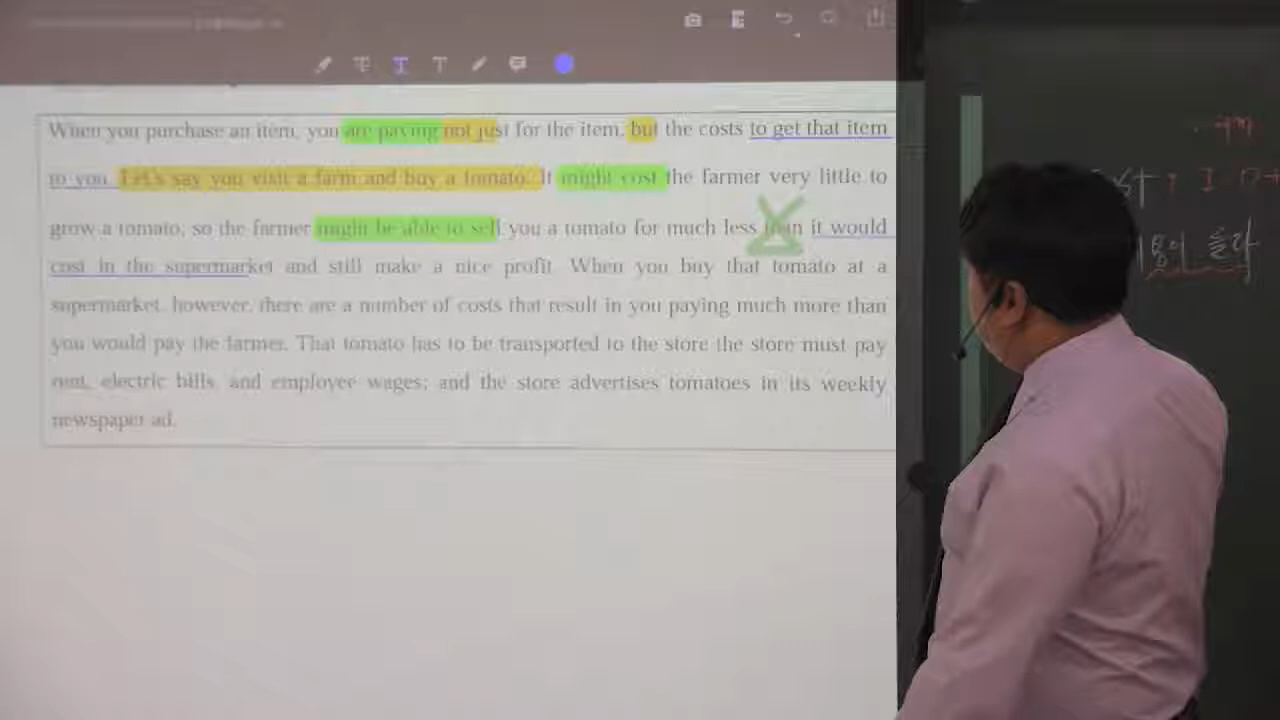 When you purchase an item, you are paying not just for the item, but the costs to get that item
to you. Let's say you visit a farm and buy a tomato. It might cost the farmer very little to
grow a tomato, so the farmer might be able to sell you a tomato for much less than it would
cost in the supermarket and still make a nice profit. When you buy that tomato at a
supermarket, however, there are a number of costs that result in you paying much more than
you would pay the farmer. That tomato has to be transported to the store the store must pay
rent, electric bills, and employee wages; and the store advertises tomatoes in its weekly
newspaper ad.